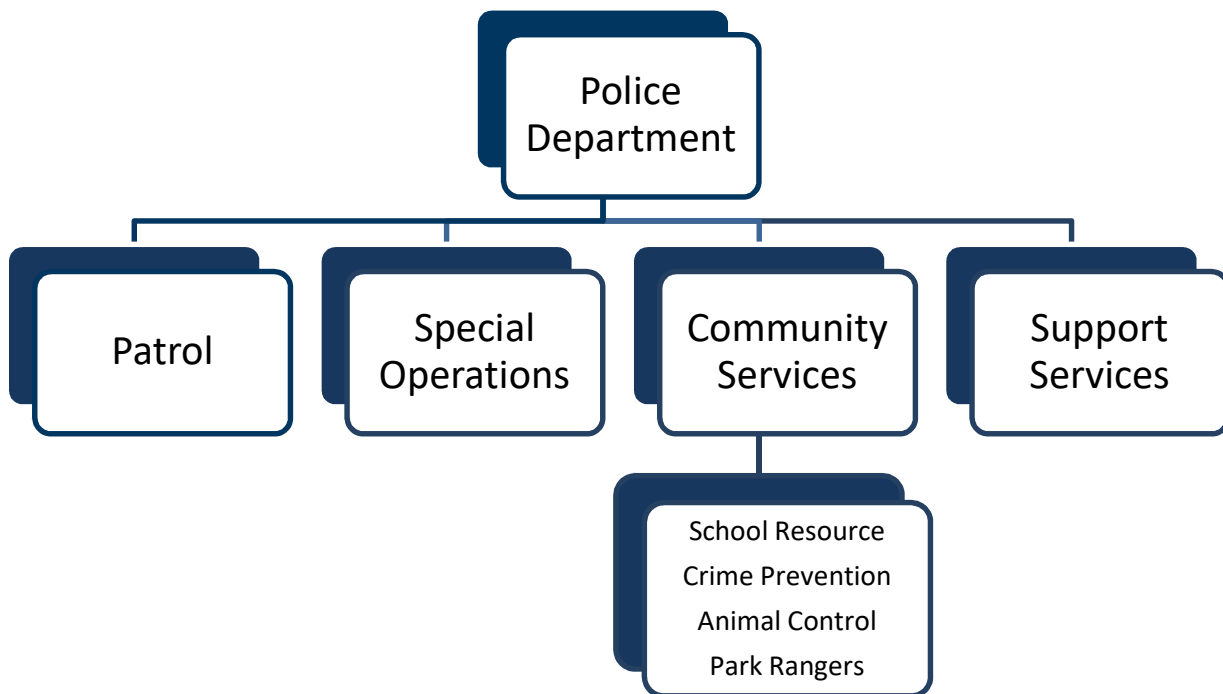 Police
Department
Patrol
Special
Operations
Community
Services
Support
Services
School Resource
Crime Prevention
Animal Control
Park Rangers